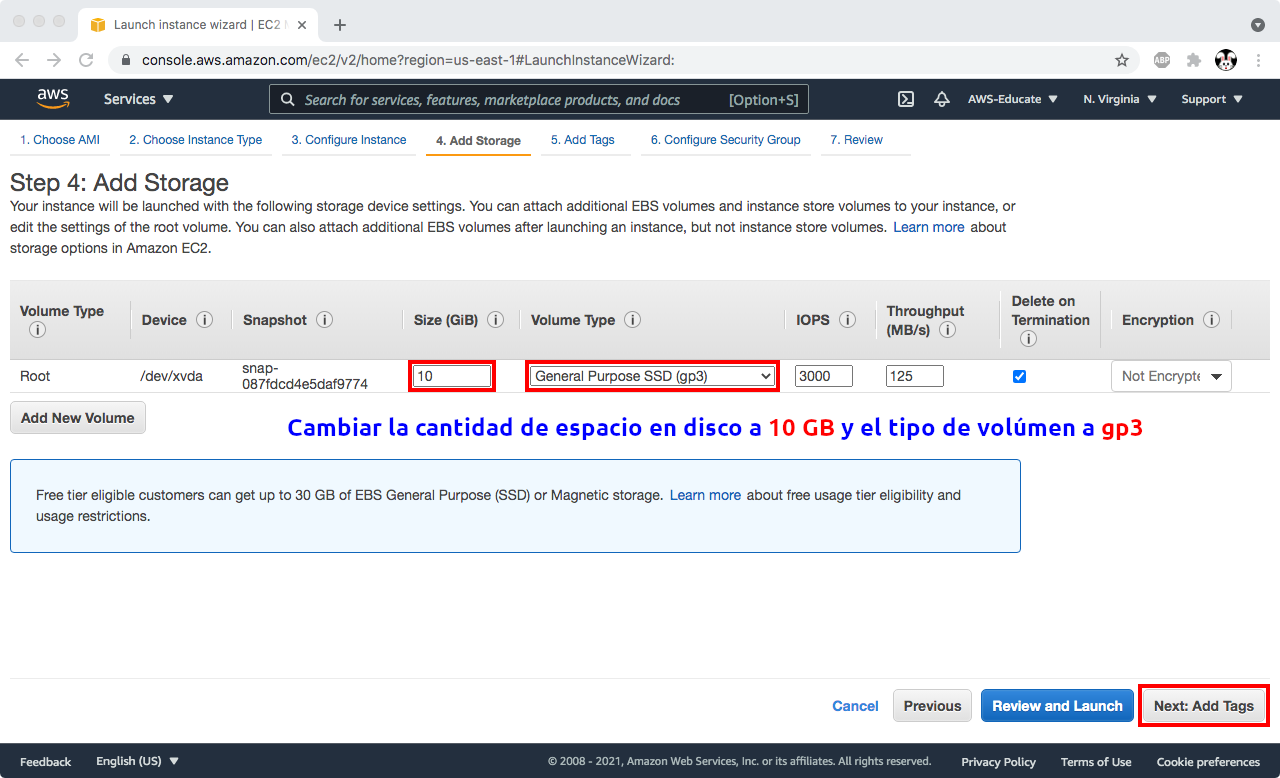 Launch instance wizard | EC2
console.aws.amazon.com/ec2/v2/home?region=us-east-1#LaunchInstanceWizard:
ABP
aws
Services
Search for services, features, marketplace products, and docs
[Option+S]
AWS-Educate
N. Virginia
Support
1. Choose AMI
2. Choose Instance Type
3. Configure Instance
4. Add Storage
5. Add Tags
6. Configure Security Group
7. Review
Step 4: Add Storage
Your instance will be launched with the following storage device settings. You can attach additional EBS volumes and instance store volumes to your instance, or
edit the settings of the root volume. You can also attach additional EBS volumes after launching an instance, but not instance store volumes. Learn more about
storage options in Amazon EC2.
Volume Type
Device
Snapshot
Size (GiB)
Volume Type
IOPS
Throughput
(MB/s)
Delete on
Termination
Encryption
Root
/dev/xvda
snap-
087fdcd4e5daf9774
10
General Purpose SSD (gp3)
3000
125
Not Encrypte
Add New Volume
Cambiar la cantidad de espacio en disco a 10 GB y el tipo de volúmen a gp3
Free tier eligible customers can get up to 30 GB of EBS General Purpose (SSD) or Magnetic storage. Learn more about free usage tier eligibility and
usage restrictions.
Cancel
Previous
Review and Launch
Next: Add Tags
Feedback
English (US)
© 2008 - 2021, Amazon Web Services, Inc. or its affiliates. All rights reserved.
Privacy Policy
Terms of Use
Cookie preferences